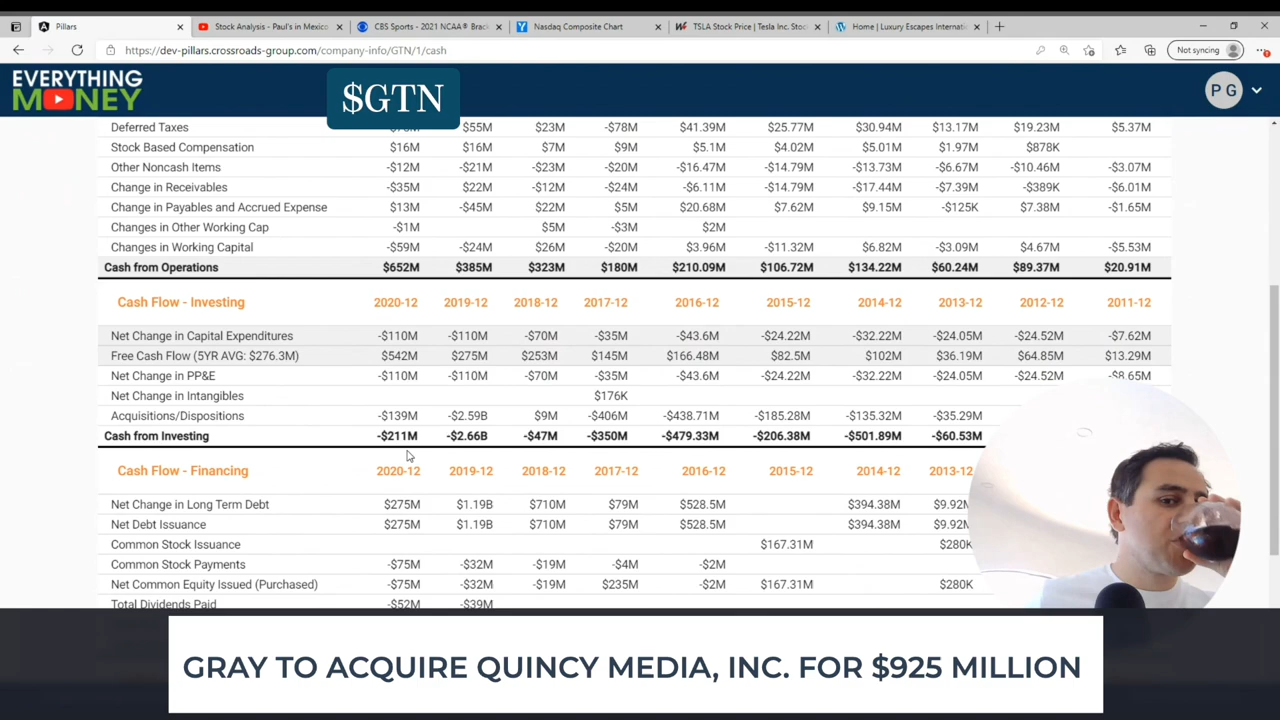 Pillars
Stock Analysis - Paul's in Mexico
CBS Sports - 2021 NCAA® Brack
Nasdaq Composite Chart
TSLA Stock Price | Tesla Inc. Stoc
Home | Luxury Escapes Internati
https://dev-pillars.crossroads-group.com/company-info/GTN/1/cash
Not syncing
EVERYTHING
MONEY
$GTN
P G
Deferred Taxes $55M $23M -$78M $41.39M $25.77M $30.94M $13.17M $19.23M $5.37M
Stock Based Compensation $16M $16M $7M $9M $5.1M $4.02M $5.01M $1.97M $878K
Other Noncash Items -$12M -$21M -$23M -$20M -$16.47M -$14.79M -$13.73M -$6.67M -$10.46M -$3.07M
Change in Receivables -$35M $22M -$12M -$24M -$6.11M -$14.79M -$17.44M -$7.39M -$389K -$6.01M
Change in Payables and Accrued Expense $13M -$45M $22M $5M $20.68M $7.62M $9.15M -$125K $7.38M -$1.65M
Changes in Other Working Cap -$1M $5M -$3M $2M
Changes in Working Capital -$59M -$24M $26M -$20M $3.96M -$11.32M $6.82M -$3.09M $4.67M -$5.53M
Cash from Operations $652M $385M $323M $180M $210.09M $106.72M $134.22M $60.24M $89.37M $20.91M
Cash Flow - Investing 2020-12 2019-12 2018-12 2017-12 2016-12 2015-12 2014-12 2013-12 2012-12 2011-12
Net Change in Capital Expenditures -$110M -$110M -$70M -$35M -$43.6M -$24.22M -$32.22M -$24.05M -$24.52M -$7.62M
Free Cash Flow (5YR AVG: $276.3M) $542M $275M $253M $145M $166.48M $82.5M $102M $36.19M $64.85M $13.29M
Net Change in PP&E -$110M -$110M -$70M -$35M -$43.6M -$24.22M -$32.22M -$24.05M -$24.52M -$8.65M
Net Change in Intangibles $176K
Acquisitions/Dispositions -$139M -$2.59B $9M -$406M -$438.71M -$185.28M -$135.32M -$35.29M
Cash from Investing -$211M -$2.66B -$47M -$350M -$479.33M -$206.38M -$501.89M -$60.53M
Cash Flow - Financing 2020-12 2019-12 2018-12 2017-12 2016-12 2015-12 2014-12 2013-12
Net Change in Long Term Debt $275M $1.19B $710M $79M $528.5M $394.38M $9.92M
Net Debt Issuance $275M $1.19B $710M $79M $528.5M $394.38M $9.92M
Common Stock Issuance $167.31M $280K
Common Stock Payments -$75M -$32M -$19M -$4M -$2M
Net Common Equity Issued (Purchased) -$75M -$32M -$19M $235M -$2M $167.31M $280K
Total Dividends Paid -$52M -$39M
GRAY TO ACQUIRE QUINCY MEDIA, INC. FOR $925 MILLION